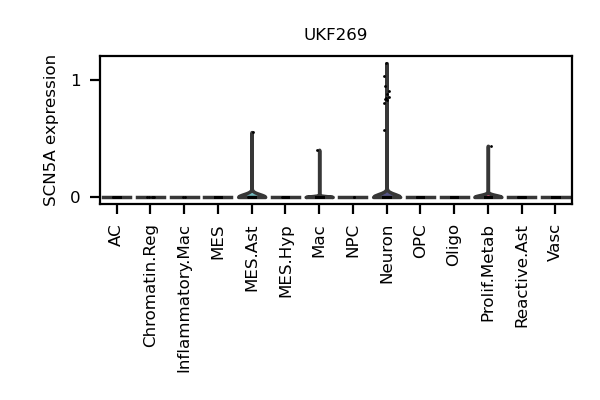 UKF269
SCN5A expression
1
0
AC
Chromatin.Reg
Inflammatory.Mac
MES
MES.Ast
MES.Hyp
Mac
NPC
Neuron
OPC
Oligo
Prolif.Metab
Reactive.Ast
Vasc